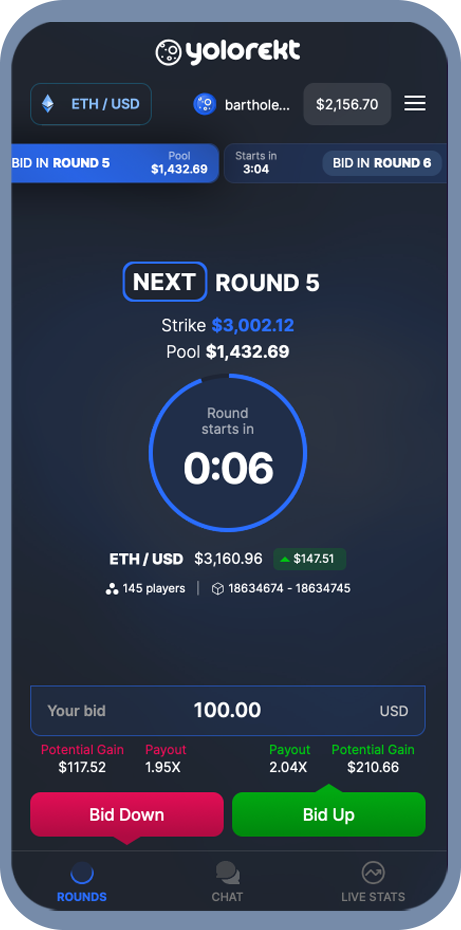 yolorekt
ETH / USD
barthole...
$2,156.70
BID IN ROUND 5
Pool
$1,432.69
Starts in
3:04
BID IN ROUND 6
NEXT ROUND 5
Strike $3,002.12
Pool $1,432.69
Round
starts in
0:06
ETH / USD $3,160.96 $147.51
145 players | 18634674 - 18634745
Your bid 100.00 USD
Potential Gain Payout Payout Potential Gain
$117.52 1.95X 2.04X $210.66
Bid Down Bid Up
ROUNDS CHAT LIVE STATS